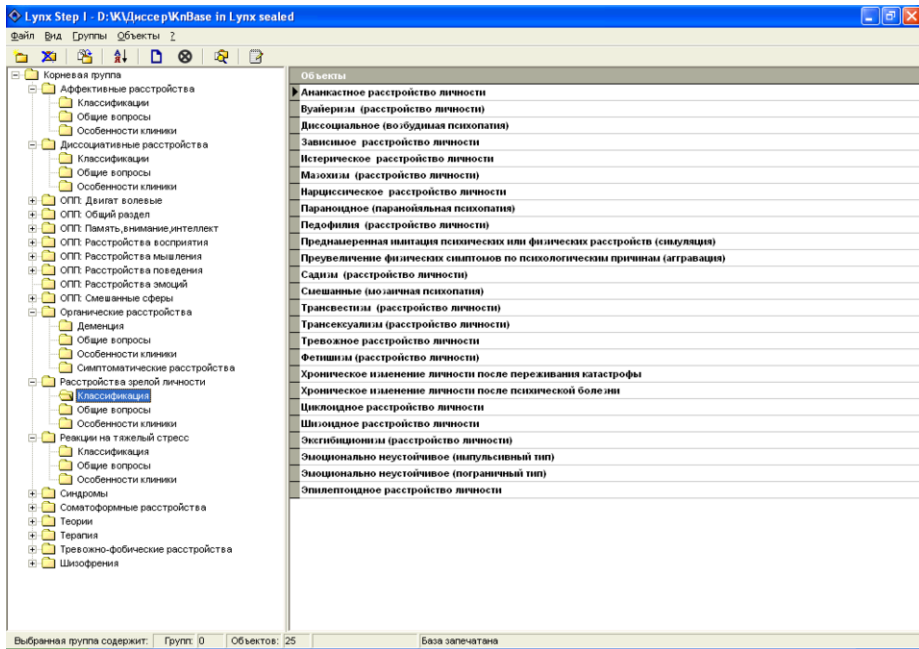 Lynx Step I - D:\К\Диссер\KnBase in Lynx sealed
Файл Вид Группы Объекты ?
Корневая группа
Аффективные расстройства
Классификации
Общие вопросы
Особенности клиники
Диссоциативные расстройства
Классификации
Общие вопросы
Особенности клиники
ОПП: Двигат волевые
ОПП: Общий раздел
ОПП: Память,внимание,интеллект
ОПП: Расстройства восприятия
ОПП: Расстройства мышления
ОПП: Расстройства поведения
ОПП: Расстройства эмоций
ОПП: Смешанные сферы
Органические расстройства
Деменция
Общие вопросы
Особенности клиники
Симптоматические расстройства
Расстройства зрелой личности
Классификация
Общие вопросы
Особенности клиники
Реакции на тяжелый стресс
Классификация
Общие вопросы
Особенности клиники
Синдромы
Соматоформные расстройства
Теории
Терапия
Тревожно-фобические расстройства
Шизофрения
Объекты
Ананкастное расстройство личности
Вуайеризм (расстройство личности)
Диссоциальное (возбудимая психопатия)
Зависимое расстройство личности
Истерическое расстройство личности
Мазохизм (расстройство личности)
Нарциссическое расстройство личности
Параноидное (паранойяльная психопатия)
Педофилия (расстройство личности)
Преднамеренная имитация психических или физических расстройств (симуляция)
Преувеличение физических симптомов по психологическим причинам (аггравация)
Садизм (расстройство личности)
Смешанные (мозаичная психопатия)
Трансвестизм (расстройство личности)
Транссексуализм (расстройство личности)
Тревожное расстройство личности
Фетишизм (расстройство личности)
Хроническое изменение личности после переживания катастрофы
Хроническое изменение личности после психической болезни
Циклоидное расстройство личности
Шизоидное расстройство личности
Эксгибиционизм (расстройство личности)
Эмоционально неустойчивое (импульсивный тип)
Эмоционально неустойчивое (пограничный тип)
Эпилептоидное расстройство личности
Выбранная группа содержит: Групп: 0 Объектов: 25 База запечатана